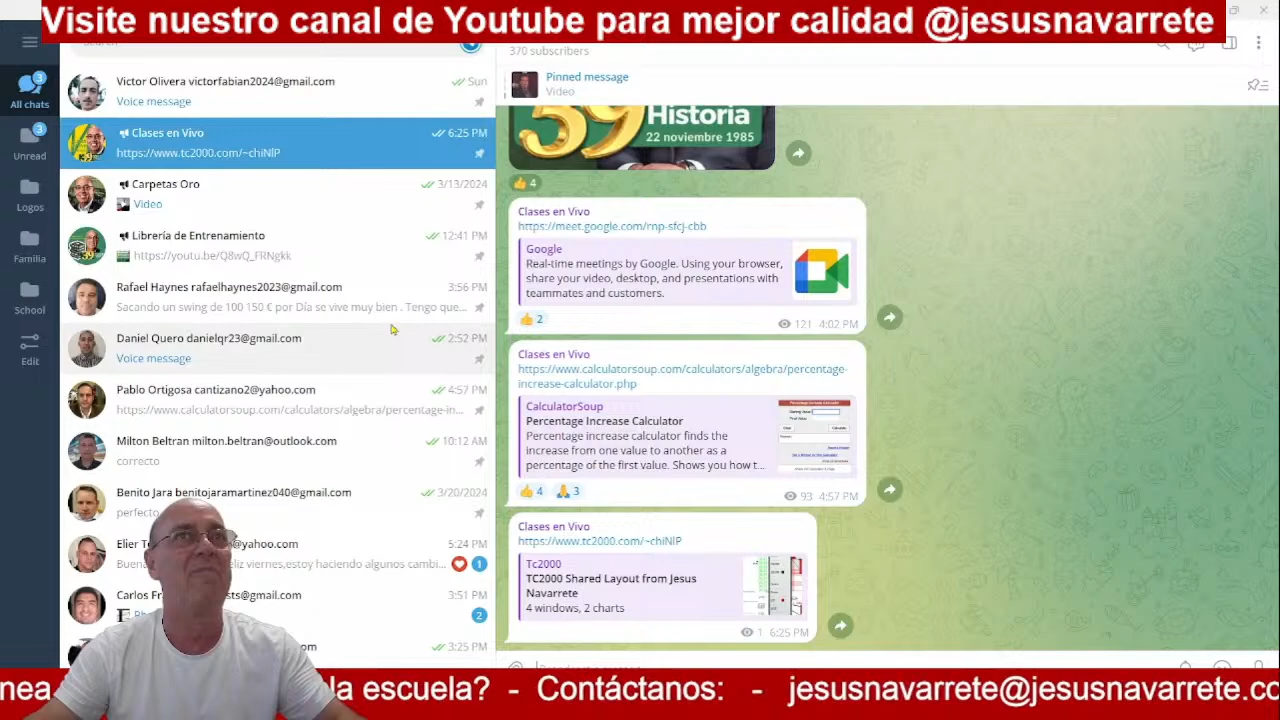 Visite nuestro canal de Youtube para mejor calidad @jesusnavarrete
370 subscribers
Pinned message
Video
3
All chats
3
Unread
Logos
Familia
School
Edit
Victor Olivera victorfabian2024@gmail.com
Sun
Voice message
Clases en Vivo
6:25 PM
https://www.tc2000.com/~chiNlP
Carpetas Oro
3/13/2024
Video
Librería de Entrenamiento
12:41 PM
https://youtu.be/Q8wQ_FRNgkk
Rafael Haynes rafaelhaynes2023@gmail.com
3:56 PM
Sacando un swing de 100 150 € por Día se vive muy bien . Tengo que...
Daniel Quero danielqr23@gmail.com
2:52 PM
Voice message
Pablo Ortigosa cantizano2@yahoo.com
4:57 PM
https://www.calculatorsoup.com/calculators/algebra/percentage-in...
Milton Beltran milton.beltran@outlook.com
10:12 AM
correcto
Benito Jara benitojaramartinez040@gmail.com
3/20/2024
perfecto
Elier
@yahoo.com
5:24 PM
feliz viernes,estoy haciendo algunos cambi...
1
Carlos
@gmail.com
3:51 PM
2
3:25 PM
39
Historia
22 noviembre 1985
4
Clases en Vivo
https://meet.google.com/rnp-sfcj-cbb
Google
Real-time meetings by Google. Using your browser,
share your video, desktop, and presentations with
teammates and customers.
2
121 4:02 PM
Clases en Vivo
https://www.calculatorsoup.com/calculators/algebra/percentage-
increase-calculator.php
CalculatorSoup
Percentage Increase Calculator
Percentage increase calculator finds the
increase from one value to another as a
percentage of the first value. Shows you how t...
4
3
93 4:57 PM
Clases en Vivo
https://www.tc2000.com/~chiNlP
Tc2000
TC2000 Shared Layout from Jesus
Navarrete
4 windows, 2 charts
1 6:25 PM
nea
la escuela? - Contáctanos: - jesusnavarrete@jesusnavarrete.co